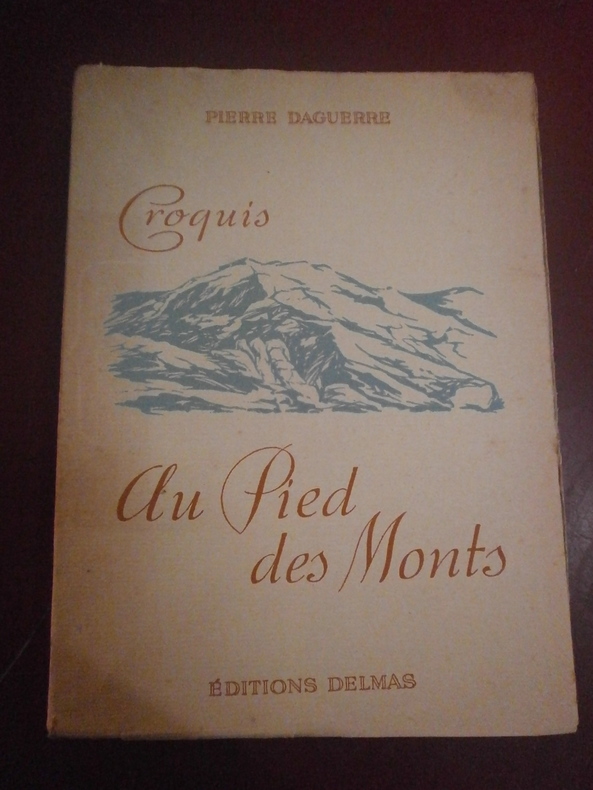 PIERRE DAGUERRE
Croquis
Au Pied
des Monts
ÉDITIONS DELMAS